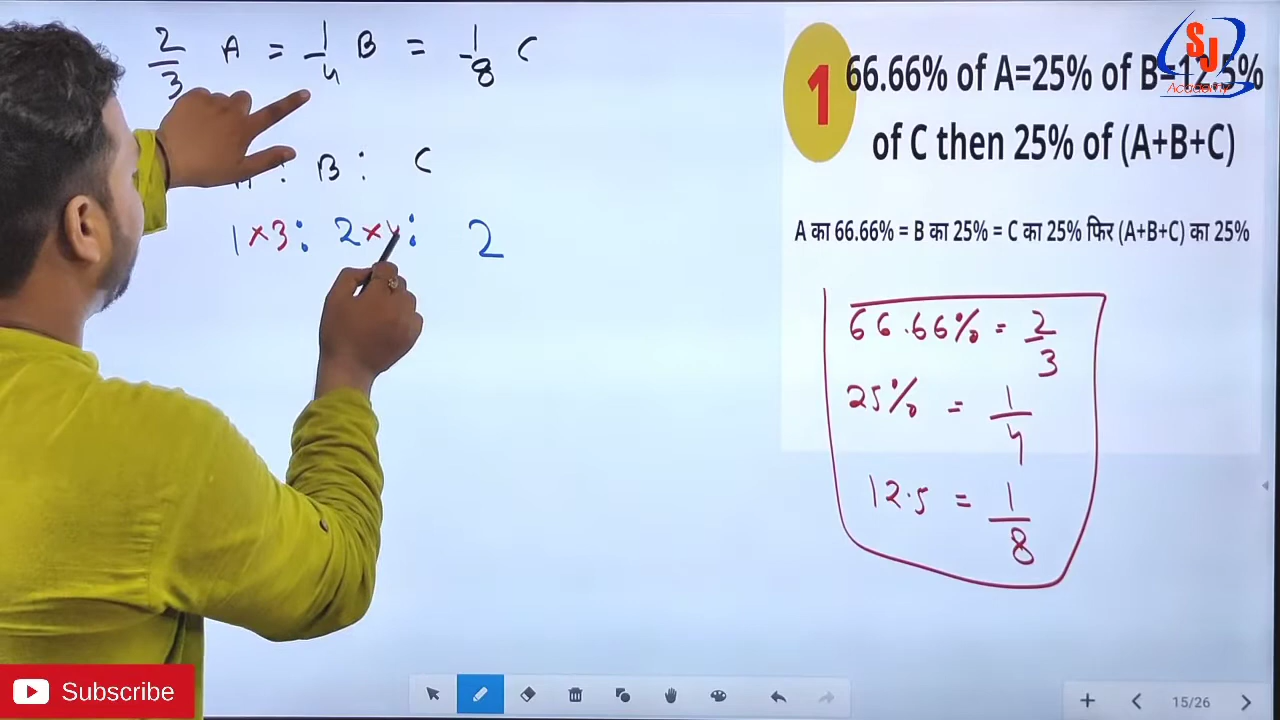 2/3 A = 1/4 B = 1/8 C
: B : C
1 × 3 : 2 × 4 : 2
1
66.66% of A=25% of B=12.5%
of C then 25% of (A+B+C)
A का 66.66% = B का 25% = C का 25% फिर (A+B+C) का 25%
66.66% = 2/3
25% = 1/4
12.5 = 1/8
SJ
Academy
Subscribe
15/26